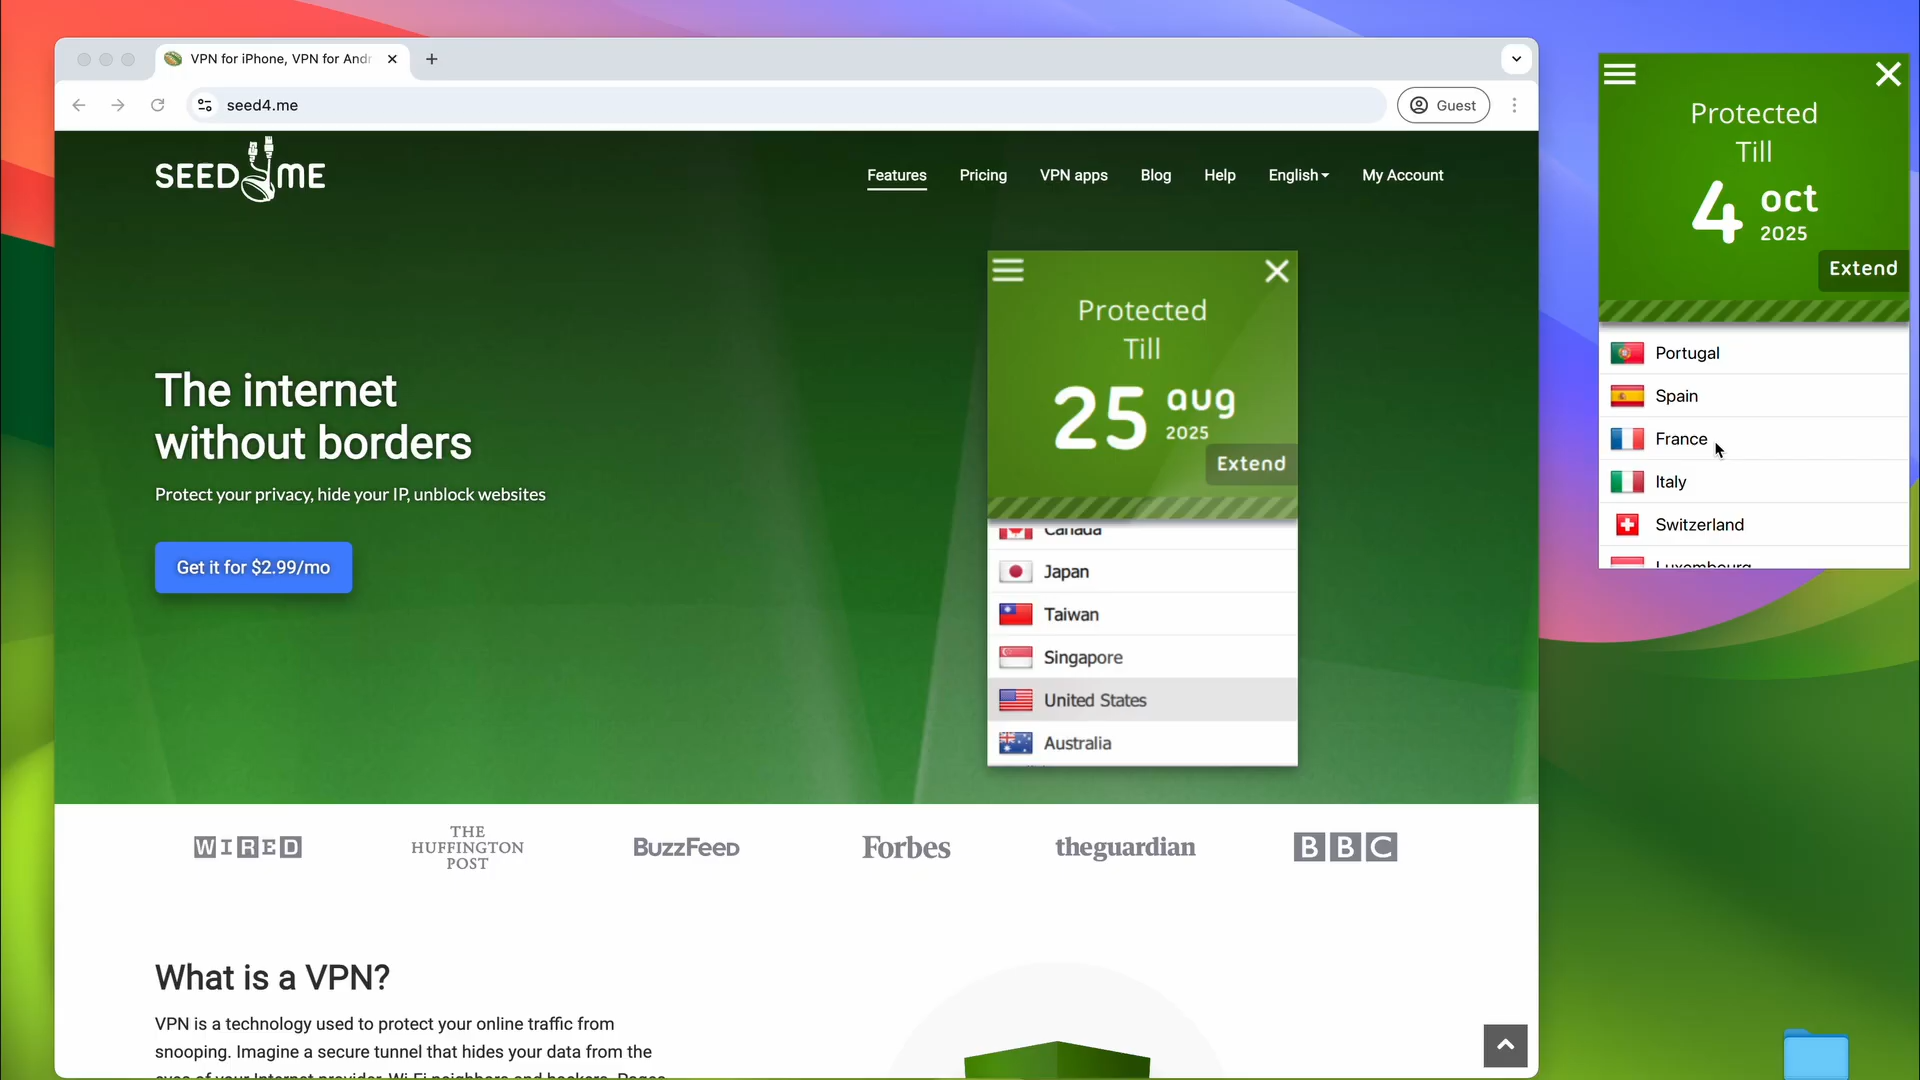 VPN for iPhone, VPN for Andr
seed4.me
Guest
SEED4ME
Features
Pricing
VPN apps
Blog
Help
English
My Account
The internet
without borders
Protect your privacy, hide your IP, unblock websites
Get it for $2.99/mo
Protected
Till
25 aug
2025
Extend
Canada
Japan
Taiwan
Singapore
United States
Australia
WIRED
THE
HUFFINGTON
POST
BuzzFeed
Forbes
theguardian
BBC
What is a VPN?
VPN is a technology used to protect your online traffic from
snooping. Imagine a secure tunnel that hides your data from the
eyes of your Internet provider, Wi-Fi neighbors and hackers. Pages
Protected
Till
4 oct
2025
Extend
Portugal
Spain
France
Italy
Switzerland
Luxembourg